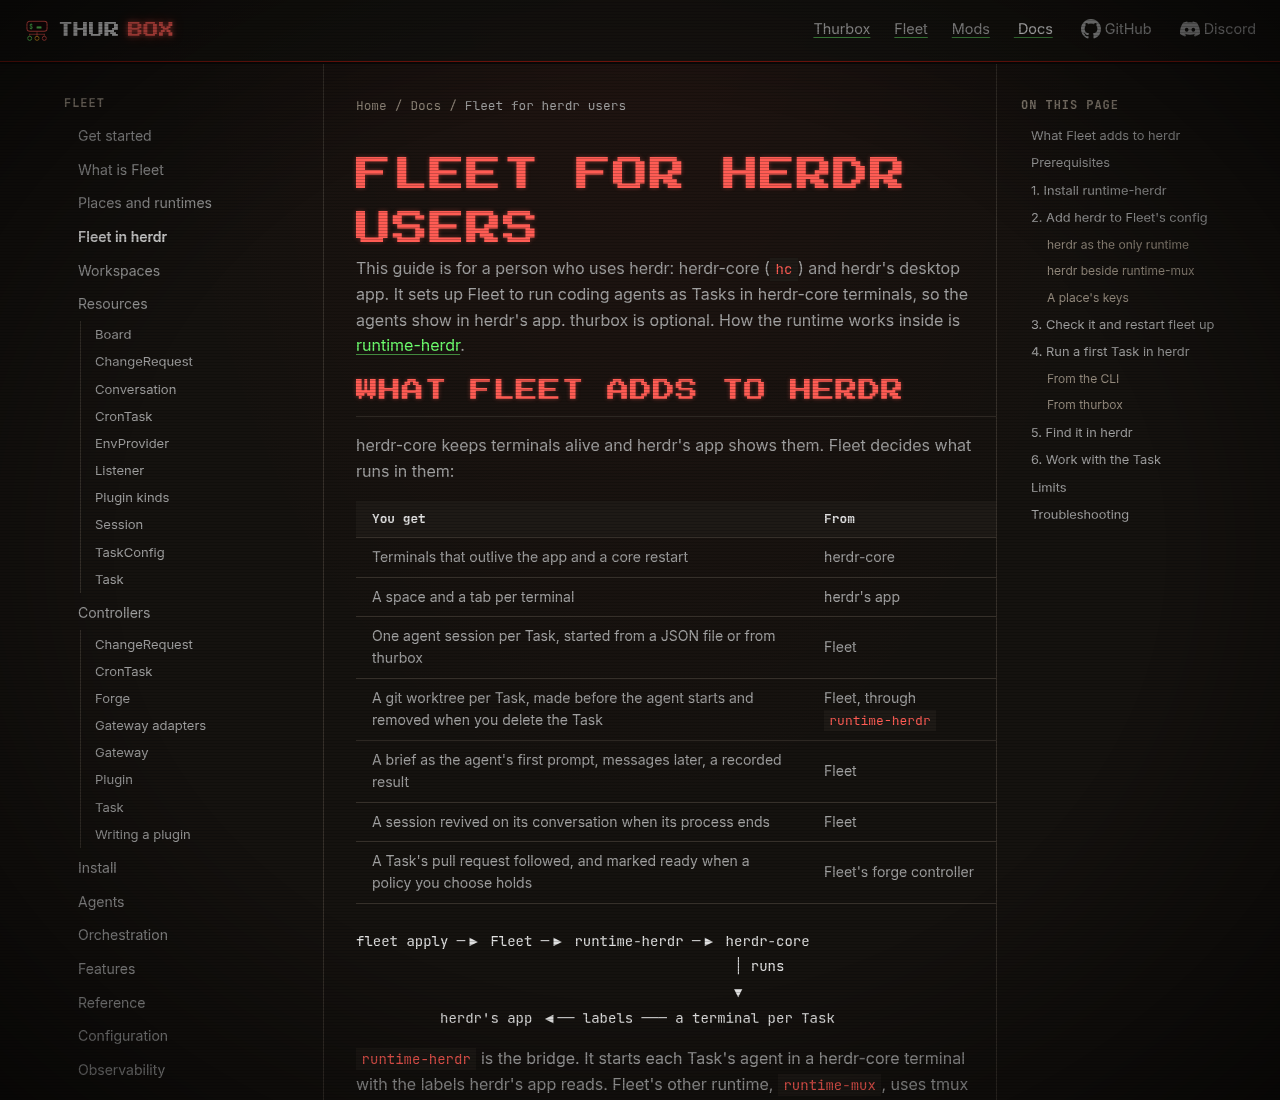 THUR BOX
Thurbox
Fleet
Mods
Docs
GitHub
Discord
FLEET
Get started
What is Fleet
Places and runtimes
Fleet in herdr
Workspaces
Resources
Board
ChangeRequest
Conversation
CronTask
EnvProvider
Listener
Plugin kinds
Session
TaskConfig
Task
Controllers
ChangeRequest
CronTask
Forge
Gateway adapters
Gateway
Plugin
Task
Writing a plugin
Install
Agents
Orchestration
Features
Reference
Configuration
Observability
Home / Docs / Fleet for herdr users
FLEET FOR HERDR
USERS
This guide is for a person who uses herdr: herdr-core ( hc ) and herdr's desktop
app. It sets up Fleet to run coding agents as Tasks in herdr-core terminals, so the
agents show in herdr's app. thurbox is optional. How the runtime works inside is
runtime-herdr.
WHAT FLEET ADDS TO HERDR
herdr-core keeps terminals alive and herdr's app shows them. Fleet decides what
runs in them:
You get From
Terminals that outlive the app and a core restart herdr-core
A space and a tab per terminal herdr's app
One agent session per Task, started from a JSON file or from
thurbox
Fleet
A git worktree per Task, made before the agent starts and
removed when you delete the Task
Fleet, through
runtime-herdr
A brief as the agent's first prompt, messages later, a recorded
result
Fleet
A session revived on its conversation when its process ends Fleet
A Task's pull request followed, and marked ready when a
policy you choose holds
Fleet's forge controller
fleet apply ─► Fleet ─► runtime-herdr ─► herdr-core
│ runs
▼
herdr's app ◄── labels ─── a terminal per Task
runtime-herdr is the bridge. It starts each Task's agent in a herdr-core terminal
with the labels herdr's app reads. Fleet's other runtime, runtime-mux , uses tmux
ON THIS PAGE
What Fleet adds to herdr
Prerequisites
1. Install runtime-herdr
2. Add herdr to Fleet's config
herdr as the only runtime
herdr beside runtime-mux
A place's keys
3. Check it and restart fleet up
4. Run a first Task in herdr
From the CLI
From thurbox
5. Find it in herdr
6. Work with the Task
Limits
Troubleshooting